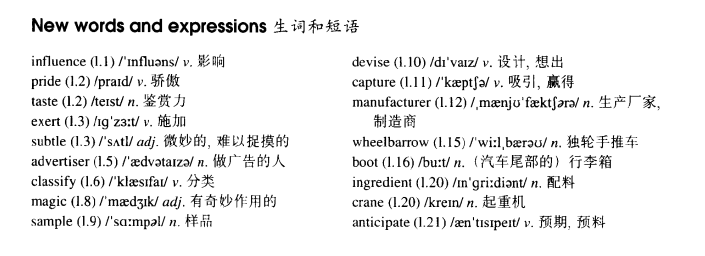 New words and expressions 生词和短语
influence (l.1) /ˈɪnfluəns/ v. 影响
pride (l.2) /praɪd/ v. 骄傲
taste (l.2) /teɪst/ n. 鉴赏力
exert (l.3) /ɪgˈzɜːt/ v. 施加
subtle (l.3) /ˈsʌtl/ adj. 微妙的, 难以捉摸的
advertiser (l.5) /ˈædvətaɪzə/ n. 做广告的人
classify (l.6) /ˈklæsɪfaɪ/ v. 分类
magic (l.8) /ˈmædʒɪk/ adj. 有奇妙作用的
sample (l.9) /ˈsɑːmpəl/ n. 样品
devise (l.10) /dɪˈvaɪz/ v. 设计, 想出
capture (l.11) /ˈkæptʃə/ v. 吸引, 赢得
manufacturer (l.12) /ˌmænjʊˈfæktʃərə/ n. 生产厂家,
制造商
wheelbarrow (l.15) /ˈwiːlˌbærəʊ/ n. 独轮手推车
boot (l.16) /buːt/ n. (汽车尾部的) 行李箱
ingredient (l.20) /ɪnˈgriːdiənt/ n. 配料
crane (l.20) /kreɪn/ n. 起重机
anticipate (l.21) /ænˈtɪsɪpeɪt/ v. 预期, 预料